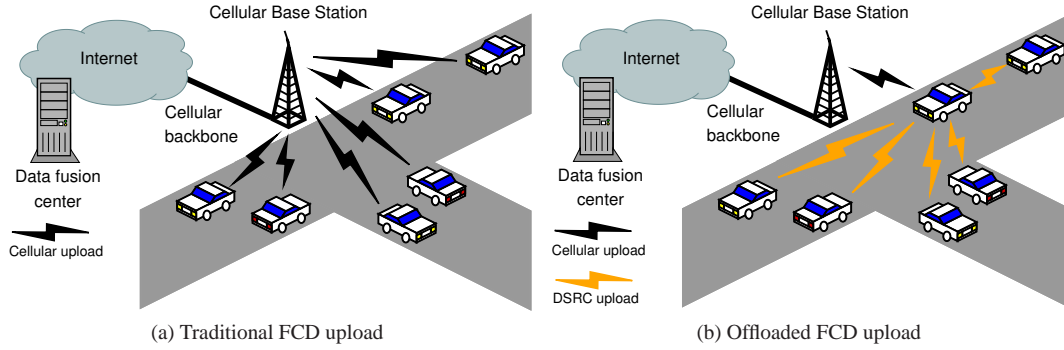 Cellular Base Station
Internet
Cellular
backbone
Data fusion
center
Cellular upload
(a) Traditional FCD upload
Cellular Base Station
Internet
Cellular
backbone
Data fusion
center
Cellular upload
DSRC upload
(b) Offloaded FCD upload